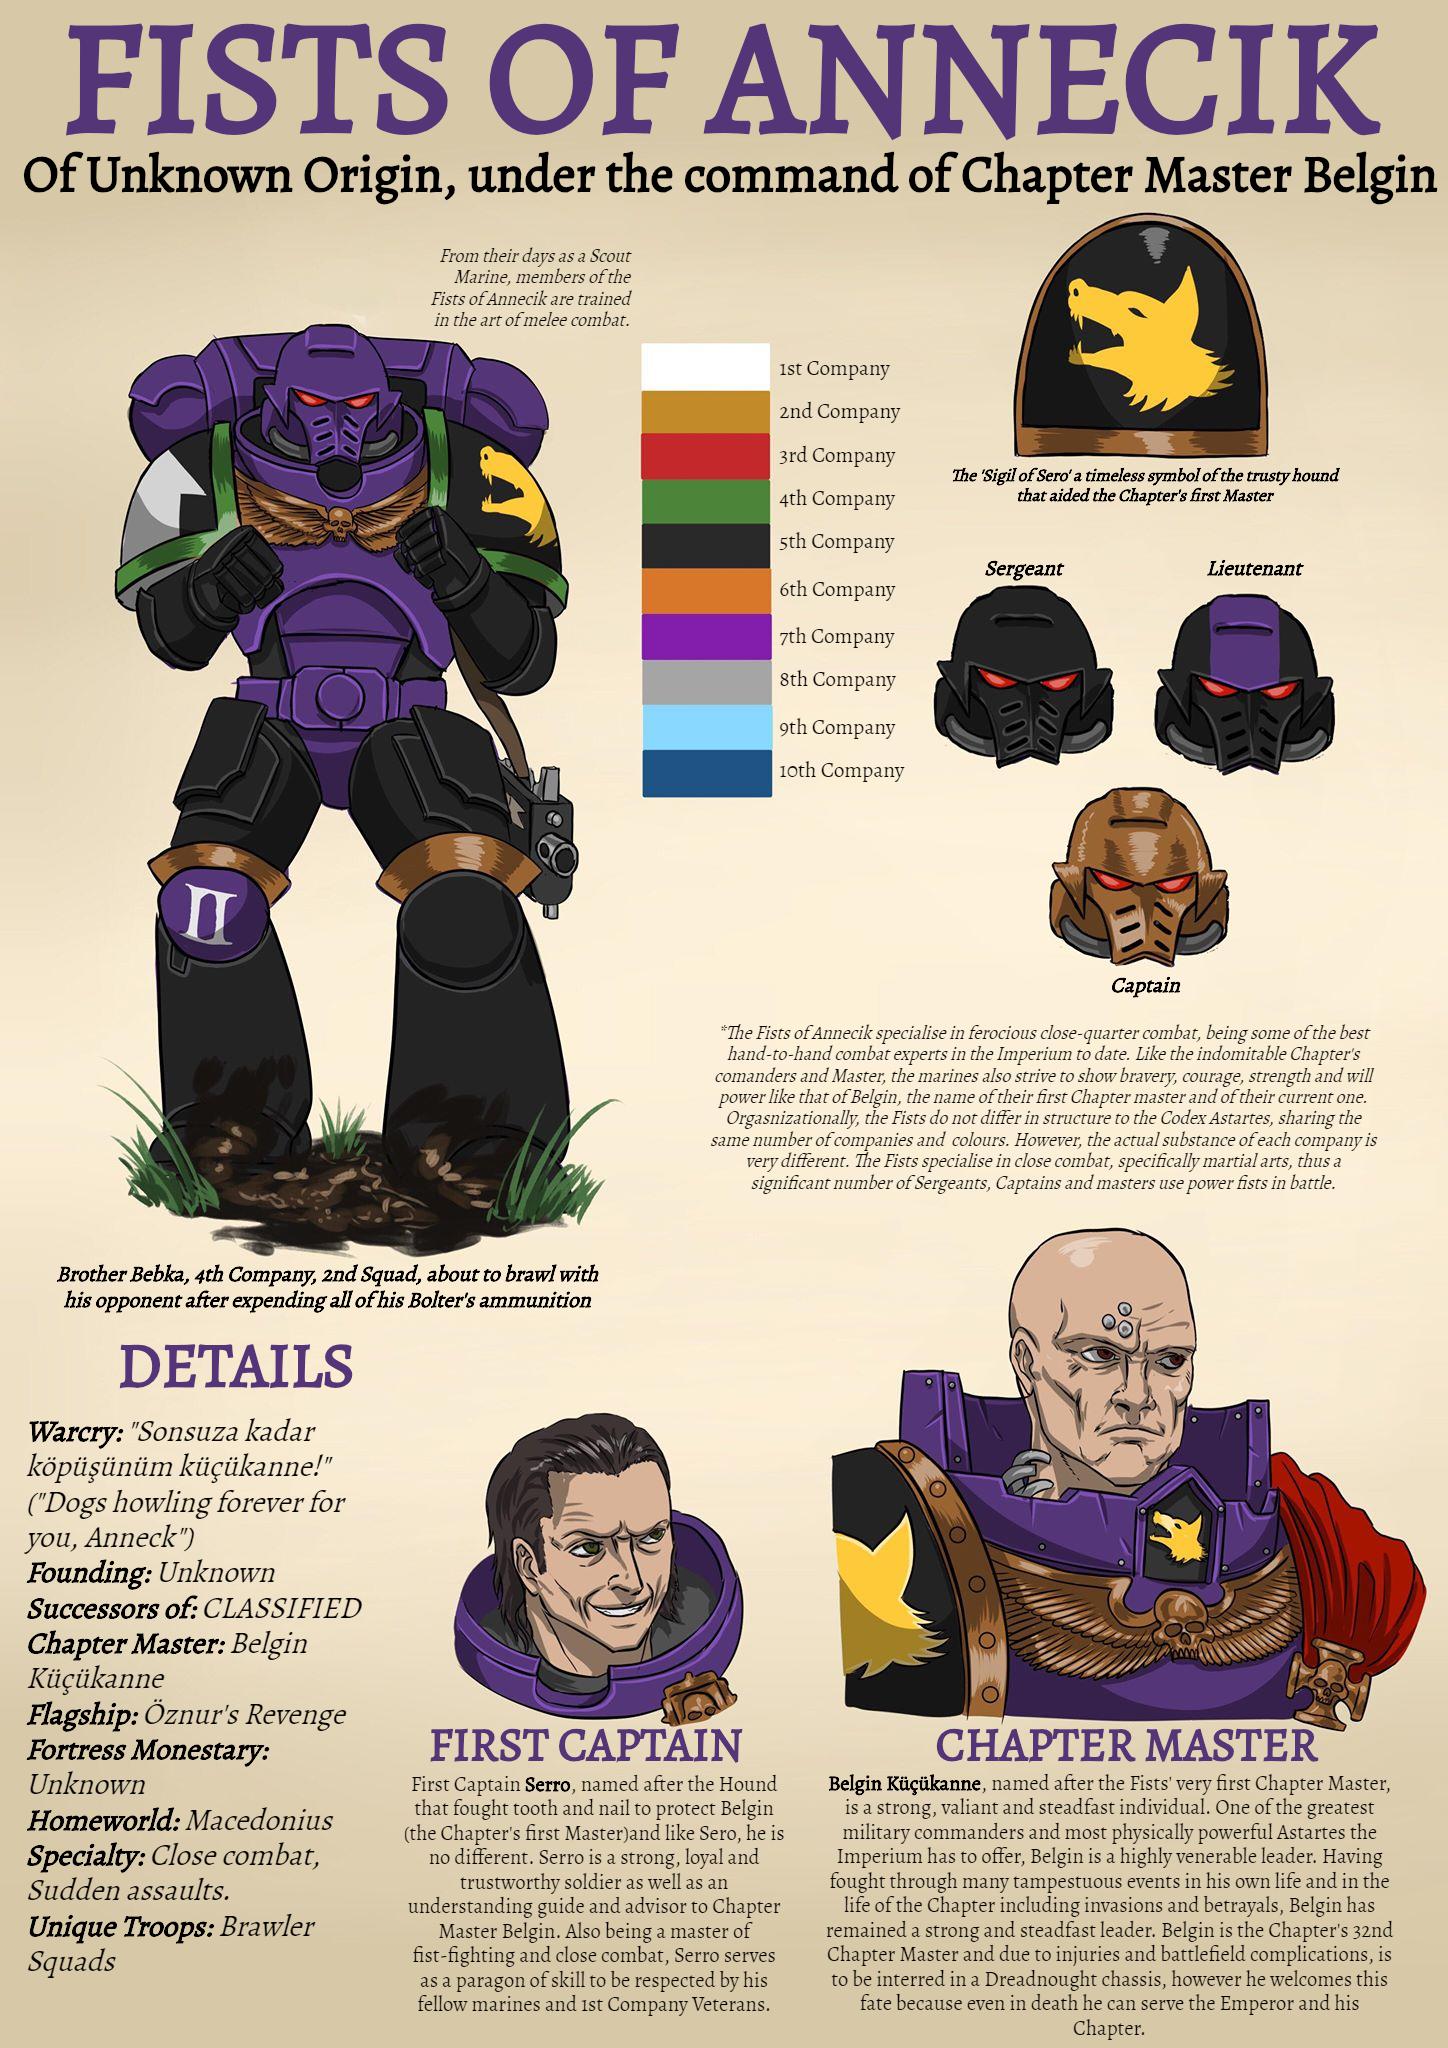 FISTS OF ANNECIK
Of Unknown Origin, under the command of Chapter Master Belgin
From their days as a Scout
Marine, members of the
Fists of Annecik are trained
in the art of melee combat.
1st Company
2nd Company
3rd Company
4th Company
5th Company
6th Company
7th Company
8th Company
9th Company
10th Company
The 'Sigil of Sero' a timeless symbol of the trusty hound
that aided the Chapter's first Master
Sergeant
Lieutenant
Captain
II
*The Fists of Annecik specialise in ferocious close-quarter combat, being some of the best
hand-to-hand combat experts in the Imperium to date. Like the indomitable Chapter's
comanders and Master, the marines also strive to show bravery, courage, strength and will
power like that of Belgin, the name of their first Chapter master and of their current one.
Orgasnizationally, the Fists do not differ in structure to the Codex Astartes, sharing the
same number of companies and colours. However, the actual substance of each company is
very different. The Fists specialise in close combat, specifically martial arts, thus a
significant number of Sergeants, Captains and masters use power fists in battle.
Brother Bebka, 4th Company, 2nd Squad, about to brawl with
his opponent after expending all of his Bolter's ammunition
DETAILS
Warcry: "Sonsuza kadar
köpüşünüm küçükanne!"
("Dogs howling forever for
you, Anneck")
Founding: Unknown
Successors of: CLASSIFIED
Chapter Master: Belgin
Küçükanne
Flagship: Öznur's Revenge
Fortress Monestary:
Unknown
Homeworld: Macedonius
Specialty: Close combat,
Sudden assaults.
Unique Troops: Brawler
Squads
FIRST CAPTAIN
First Captain Serro, named after the Hound
that fought tooth and nail to protect Belgin
(the Chapter's first Master)and like Sero, he is
no different. Serro is a strong, loyal and
trustworthy soldier as well as an
understanding guide and advisor to Chapter
Master Belgin. Also being a master of
fist-fighting and close combat, Serro serves
as a paragon of skill to be respected by his
fellow marines and 1st Company Veterans.
CHAPTER MASTER
Belgin Küçükanne, named after the Fists' very first Chapter Master,
is a strong, valiant and steadfast individual. One of the greatest
military commanders and most physically powerful Astartes the
Imperium has to offer, Belgin is a highly venerable leader. Having
fought through many tampestuous events in his own life and in the
life of the Chapter including invasions and betrayals, Belgin has
remained a strong and steadfast leader. Belgin is the Chapter's 32nd
Chapter Master and due to injuries and battlefield complications, is
to be interred in a Dreadnought chassis, however he welcomes this
fate because even in death he can serve the Emperor and his
Chapter.